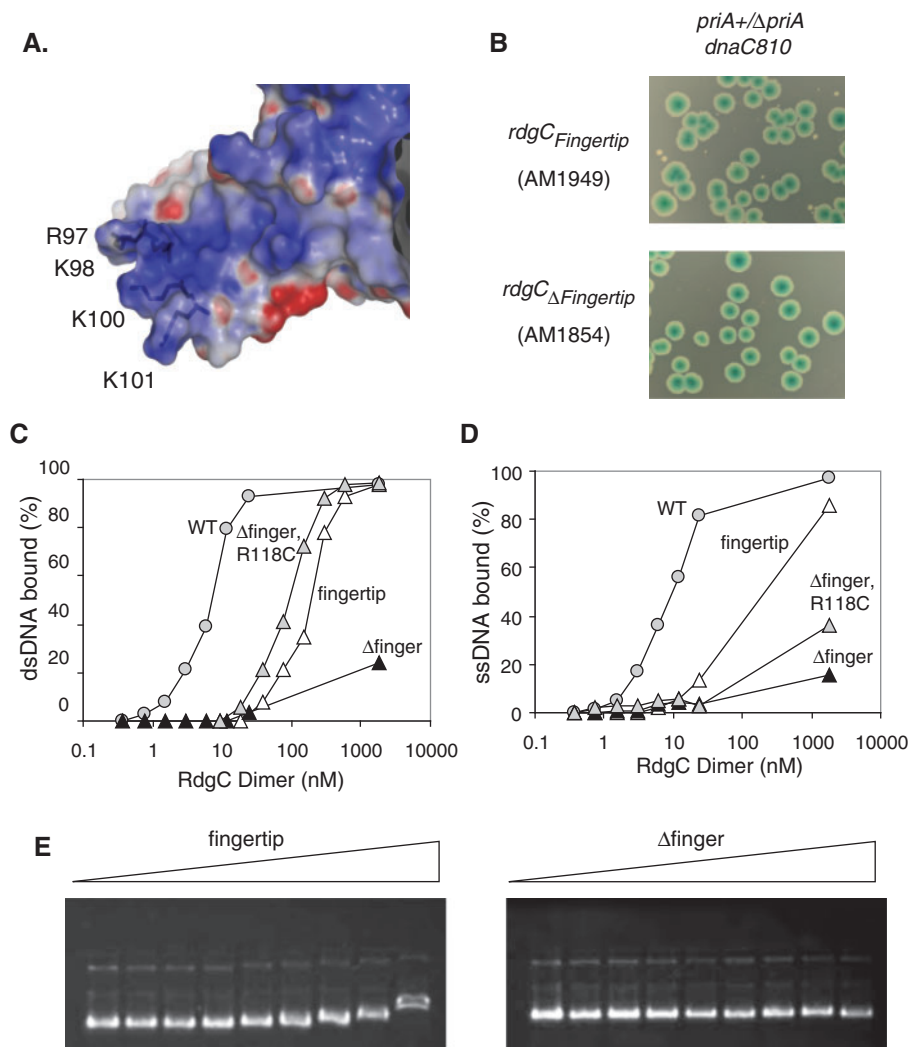 A.
R97
K98
K100
K101
B
priA+/ΔpriA
dnaC810
rdgCFingertip
(AM1949)
rdgCΔFingertip
(AM1854)
C
dsDNA bound (%)
100
80
60
40
20
0
WT
Δfinger,
R118C
fingertip
Δfinger
0.1
1
10
100
1000
10000
RdgC Dimer (nM)
D
ssDNA bound (%)
100
80
60
40
20
0
WT
fingertip
Δfinger,
R118C
Δfinger
0.1
1
10
100
1000
10000
RdgC Dimer (nM)
E
fingertip
Δfinger